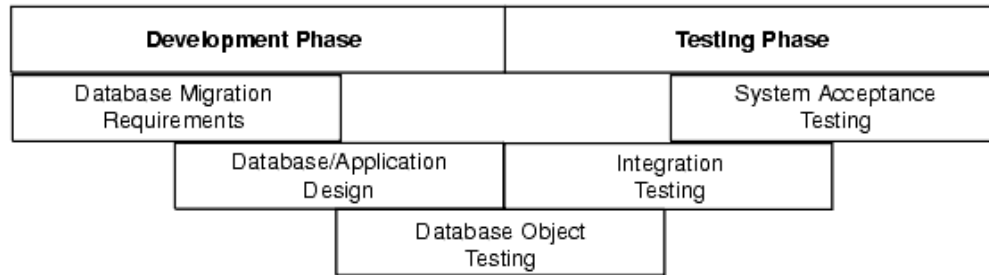 Development Phase
Testing Phase
Database Migration
Requirements
System Acceptance
Testing
Database/Application
Design
Integration
Testing
Database Object
Testing